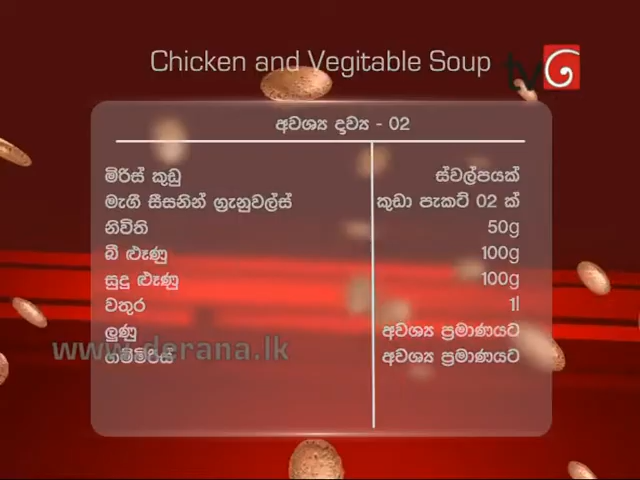 Chicken and Vegitable Soup
tv
අවශ්‍ය ද්‍රව්‍ය - 02
මිරිස් කුඩු ස්වල්පයක්
මැගී සීසනින් ග්‍රැනුවල්ස් කුඩා පැකට් 02 ක්
නිවිති 50g
බී ළූණු 100g
සුදු ළූණු 100g
වතුර 1l
ලුණු අවශ්‍ය ප්‍රමාණයට
www.derana.lk
ගම්මිරිස් අවශ්‍ය ප්‍රමාණයට